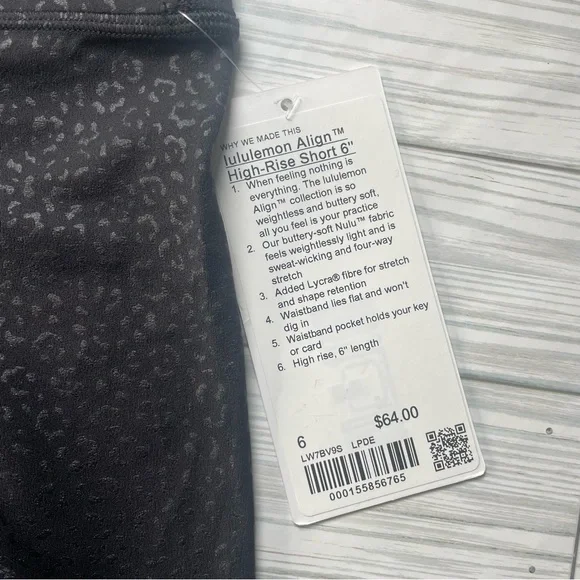 WHY WE MADE THIS
lululemon Align™
High-Rise Short 6"
1. When feeling nothing is
everything. The lululemon
Align™ collection is so
weightless and buttery soft,
all you feel is your practice
2. Our buttery-soft Nulu™ fabric
feels weightlessly light and is
sweat-wicking and four-way
stretch
3. Added Lycra® fibre for stretch
and shape retention
4. Waistband lies flat and won't
dig in
5. Waistband pocket holds your key
or card
6. High rise, 6" length
6 $64.00
LW7BV9S LPDE
000155856765